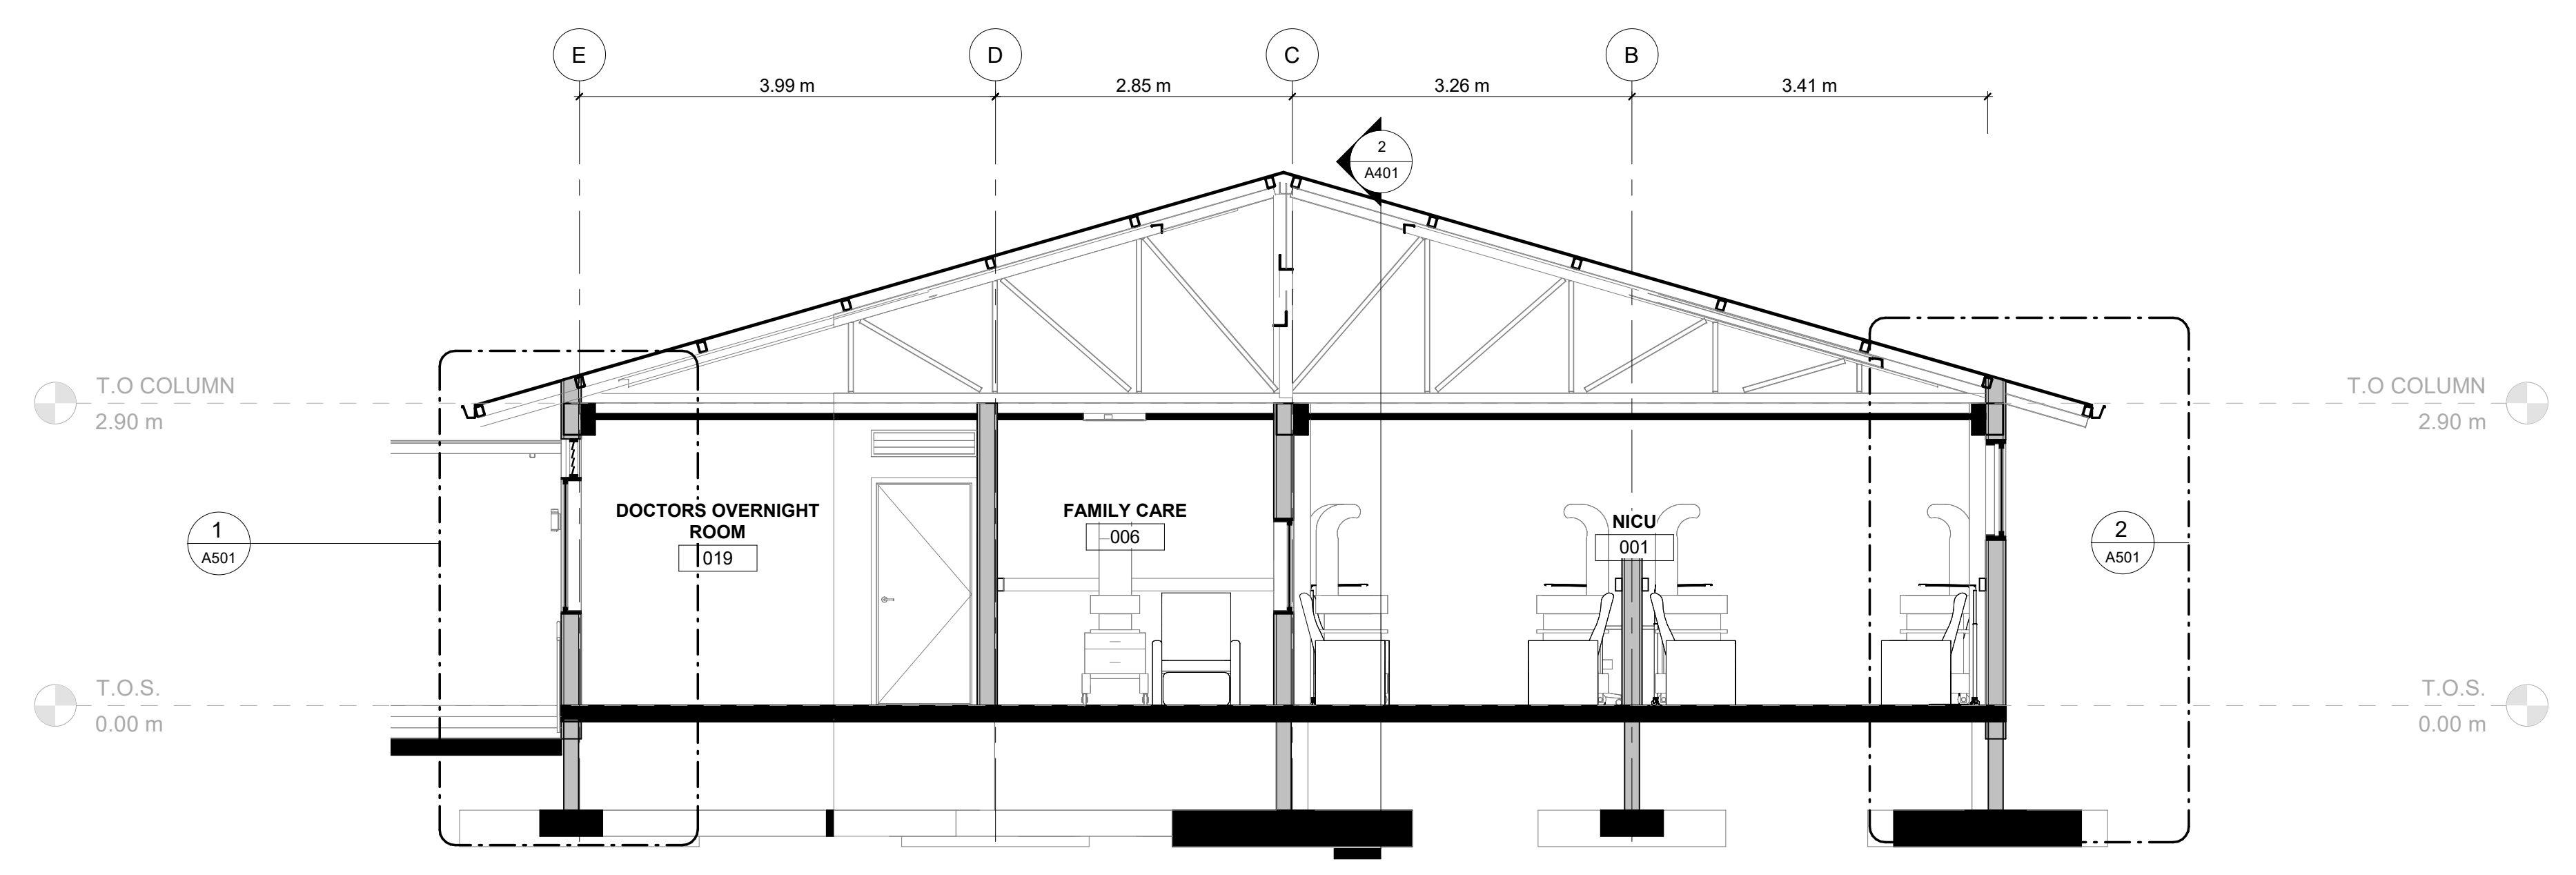 E
D
C
B
3.99 m
2.85 m
3.26 m
3.41 m
2
A401
T.O COLUMN
2.90 m
T.O COLUMN
2.90 m
DOCTORS OVERNIGHT
ROOM
019
FAMILY CARE
006
NICU
001
1
A501
2
A501
T.O.S.
0.00 m
T.O.S.
0.00 m